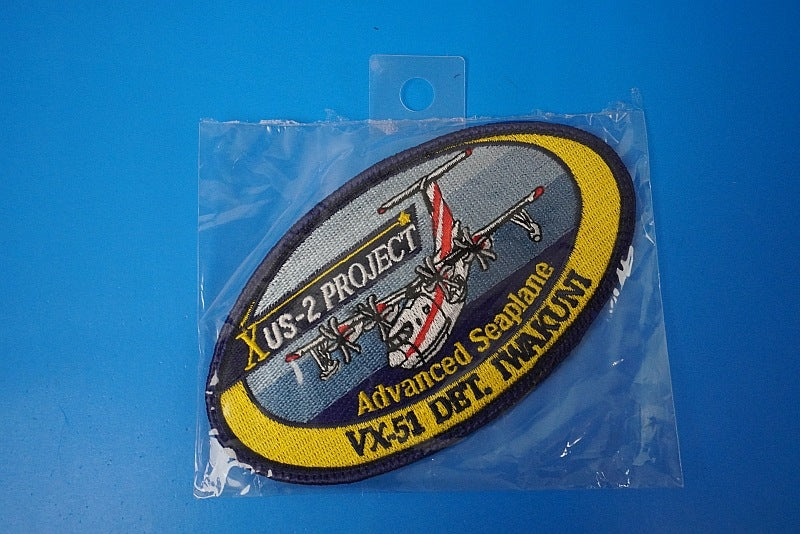 XUS-2 PROJECT
Advanced Seaplane
VX-51 DET. IWAKUNI